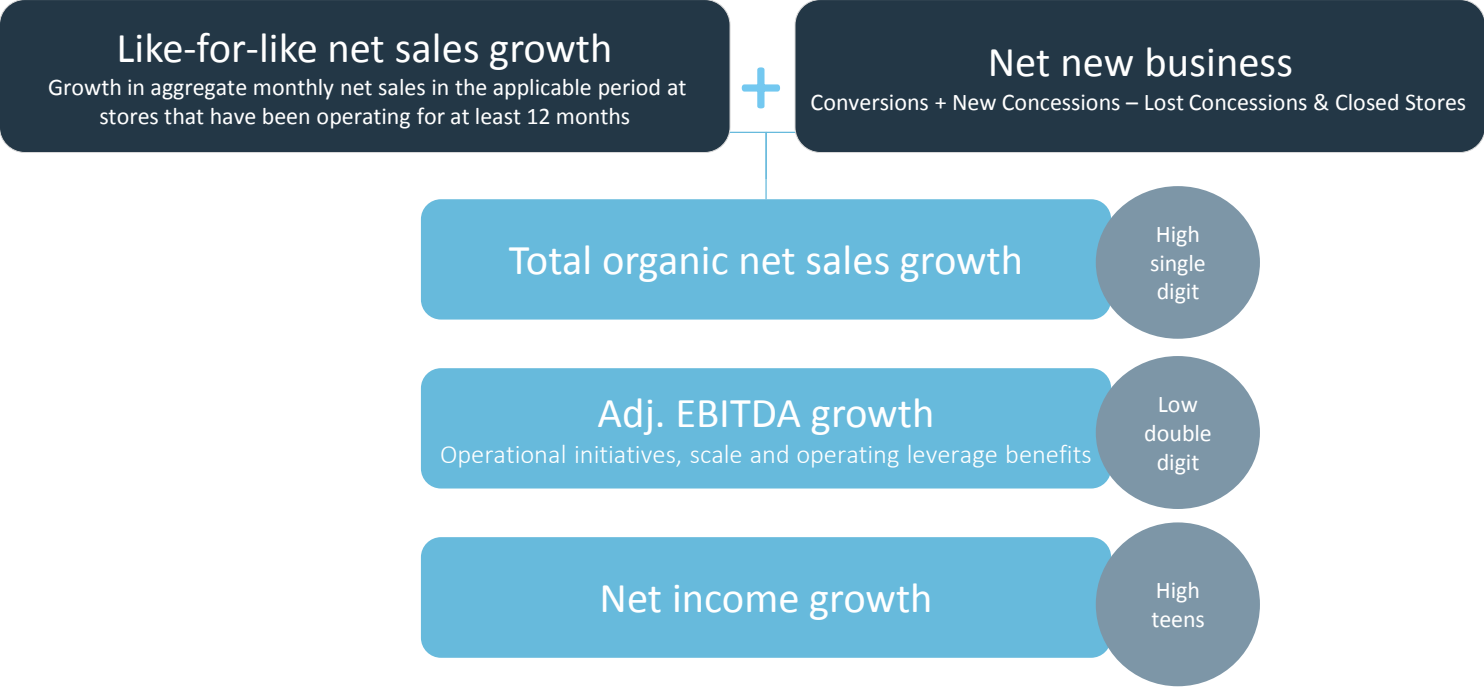 Like-for-like net sales growth
Growth in aggregate monthly net sales in the applicable period at
stores that have been operating for at least 12 months
+
Net new business
Conversions + New Concessions – Lost Concessions & Closed Stores
Total organic net sales growth
High
single
digit
Adj. EBITDA growth
Operational initiatives, scale and operating leverage benefits
Low
double
digit
Net income growth
High
teens